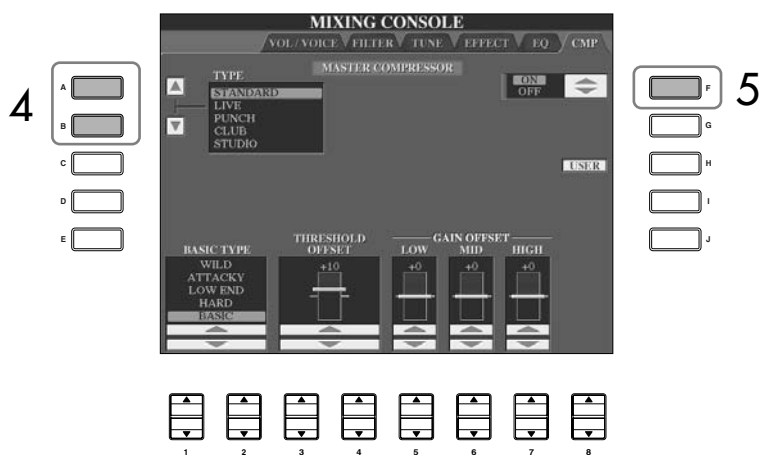 MIXING CONSOLE
VOL/VOICE FILTER TUNE EFFECT EQ CMP
MASTER COMPRESSOR
TYPE
STANDARD
LIVE
PUNCH
CLUB
STUDIO
ON
OFF
USER
4
A
B
C
D
E
5
F
G
H
I
J
BASIC TYPE
WILD
ATTACKY
LOW END
HARD
BASIC
THRESHOLD
OFFSET
+10
GAIN OFFSET
LOW MID HIGH
+0 +0 +0
1 2 3 4 5 6 7 8